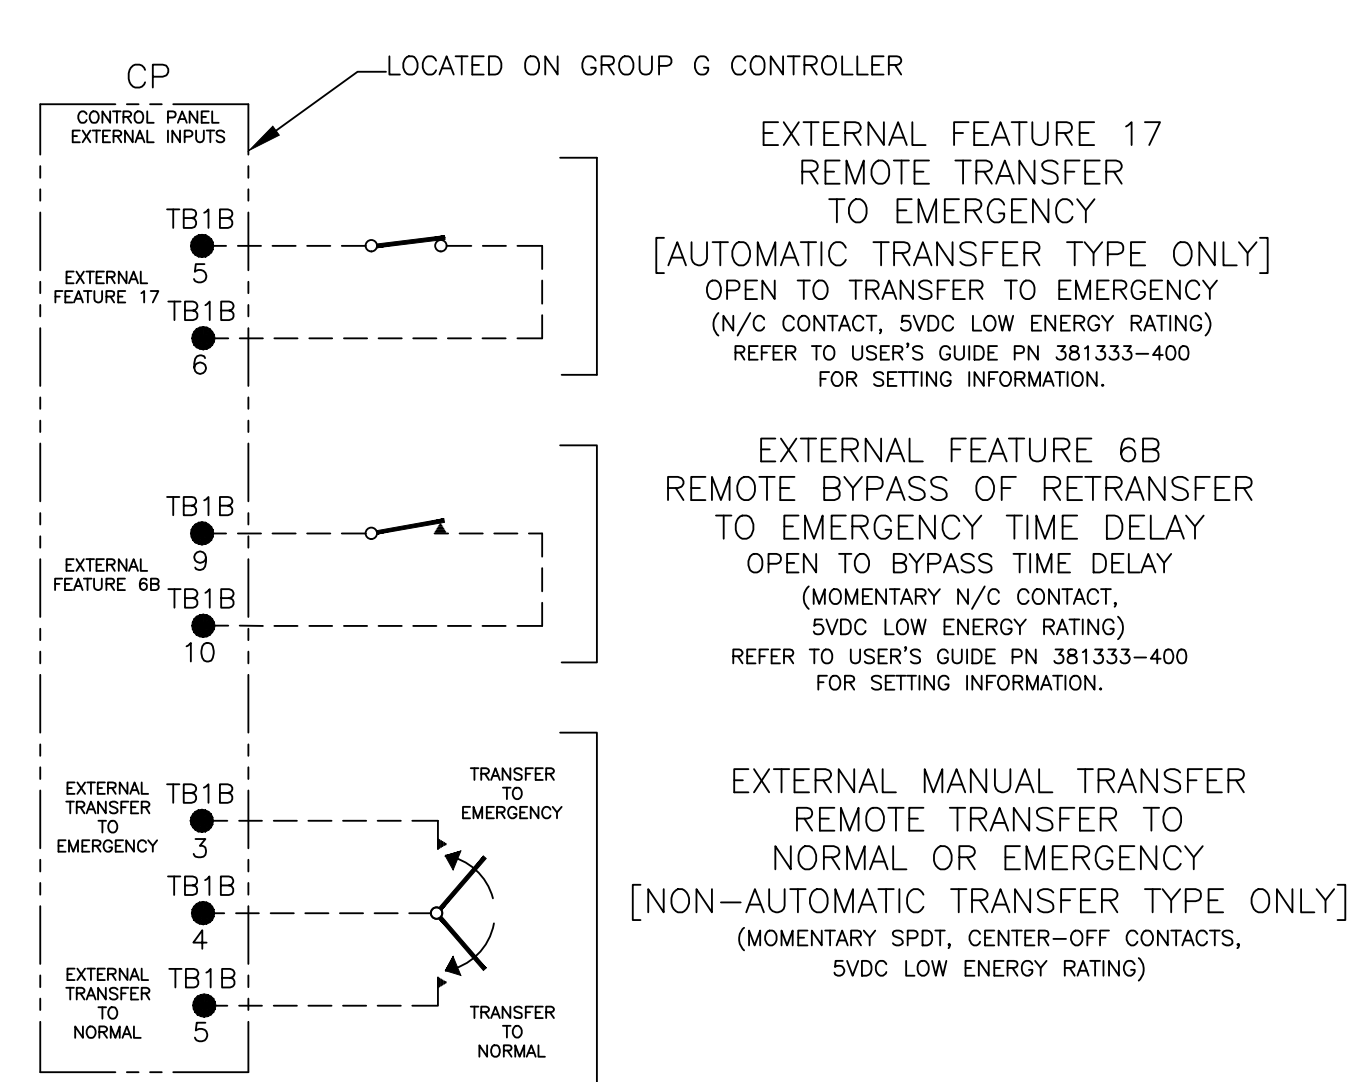 LOCATED ON GROUP G CONTROLLER
CP
CONTROL PANEL
EXTERNAL INPUTS
TB1B
5
EXTERNAL
FEATURE 17
TB1B
6
EXTERNAL FEATURE 17
REMOTE TRANSFER
TO EMERGENCY
[AUTOMATIC TRANSFER TYPE ONLY]
OPEN TO TRANSFER TO EMERGENCY
(N/C CONTACT, 5VDC LOW ENERGY RATING)
REFER TO USER'S GUIDE PN 381333-400
FOR SETTING INFORMATION.
TB1B
9
EXTERNAL
FEATURE 6B
TB1B
10
EXTERNAL FEATURE 6B
REMOTE BYPASS OF RETRANSFER
TO EMERGENCY TIME DELAY
OPEN TO BYPASS TIME DELAY
(MOMENTARY N/C CONTACT,
5VDC LOW ENERGY RATING)
REFER TO USER'S GUIDE PN 381333-400
FOR SETTING INFORMATION.
EXTERNAL
TRANSFER
TO
EMERGENCY
TB1B
3
TB1B
4
EXTERNAL
TRANSFER
TO
NORMAL
TB1B
5
TRANSFER
TO
EMERGENCY
TRANSFER
TO
NORMAL
EXTERNAL MANUAL TRANSFER
REMOTE TRANSFER TO
NORMAL OR EMERGENCY
[NON-AUTOMATIC TRANSFER TYPE ONLY]
(MOMENTARY SPDT, CENTER-OFF CONTACTS,
5VDC LOW ENERGY RATING)